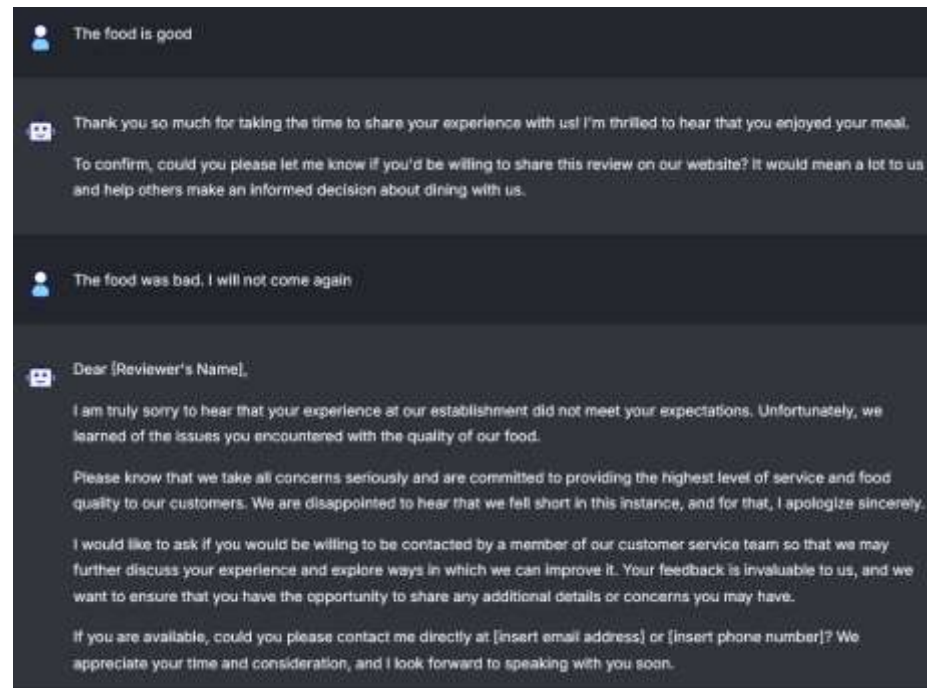 The food is good
Thank you so much for taking the time to share your experience with us! I'm thrilled to hear that you enjoyed your meal.
To confirm, could you please let me know if you'd be willing to share this review on our website? It would mean a lot to us
and help others make an informed decision about dining with us.
The food was bad. I will not come again
Dear [Reviewer's Name],
I am truly sorry to hear that your experience at our establishment did not meet your expectations. Unfortunately, we
learned of the issues you encountered with the quality of our food.
Please know that we take all concerns seriously and are committed to providing the highest level of service and food
quality to our customers. We are disappointed to hear that we fell short in this instance, and for that, I apologize sincerely.
I would like to ask if you would be willing to be contacted by a member of our customer service team so that we may
further discuss your experience and explore ways in which we can improve it. Your feedback is invaluable to us, and we
want to ensure that you have the opportunity to share any additional details or concerns you may have.
If you are available, could you please contact me directly at [insert email address] or [insert phone number]? We
appreciate your time and consideration, and I look forward to speaking with you soon.